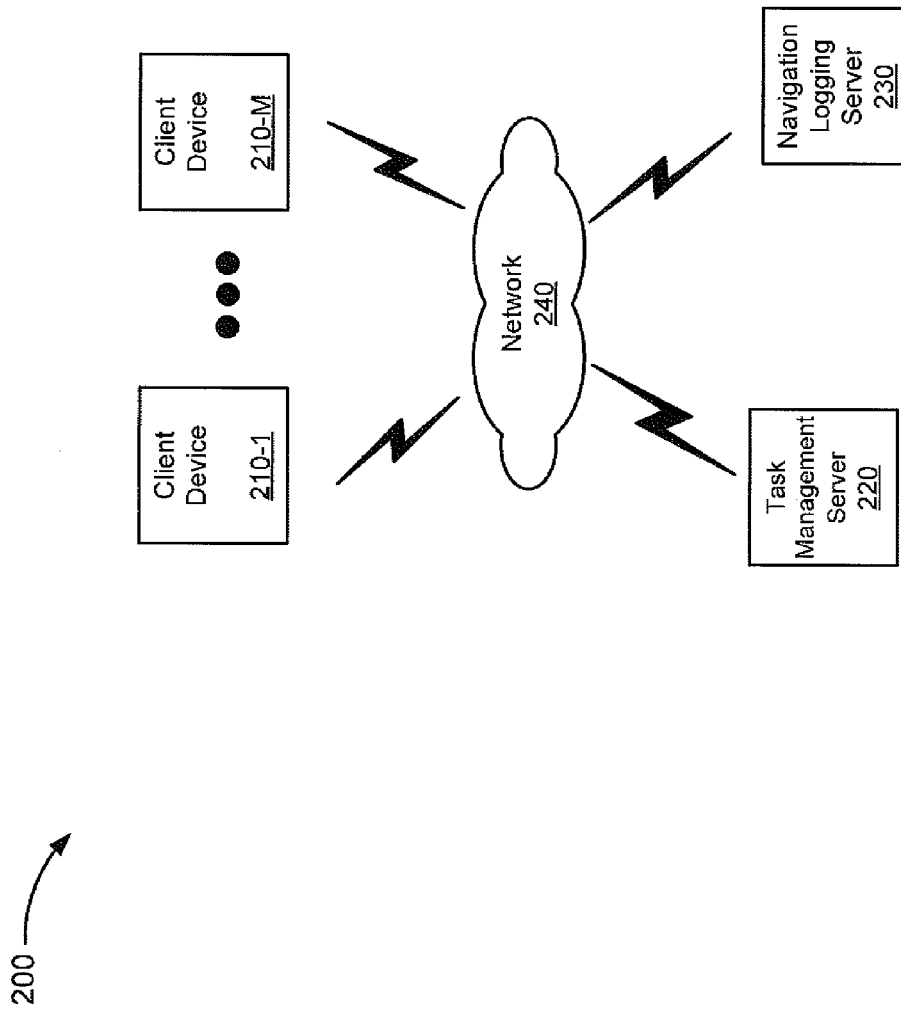 200
Client
Device
210-1
Client
Device
210-M
Network
240
Task
Management
Server
220
Navigation
Logging
Server
230